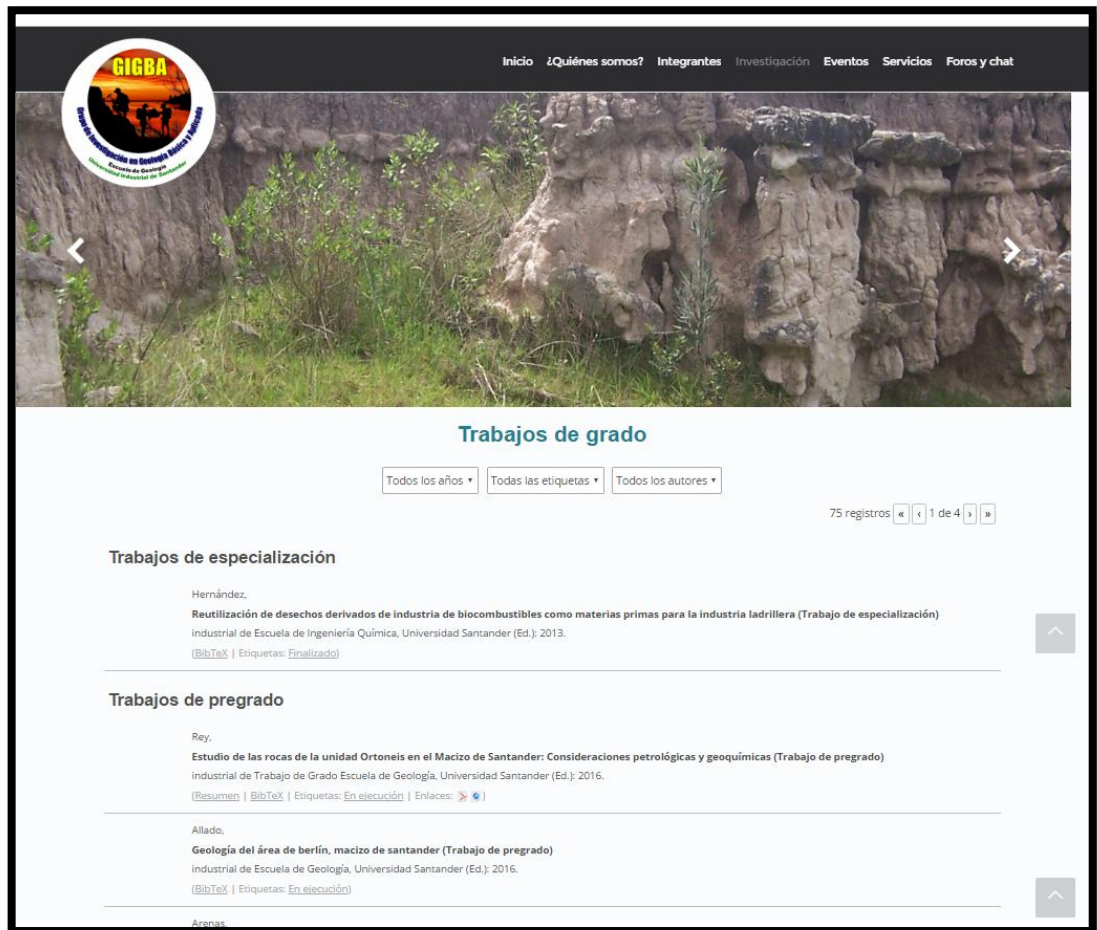 GIGBA
Grupo de Investigación en Geología Básica y Aplicada
Escuela de Geología
Universidad Industrial de Santander
Inicio ¿Quiénes somos? Integrantes Investigación Eventos Servicios Foros y chat
Trabajos de grado
Todos los años ▾ Todas las etiquetas ▾ Todos los autores ▾
75 registros « ‹ 1 de 4 › »
Trabajos de especialización
Hernández,
Reutilización de desechos derivados de industria de biocombustibles como materias primas para la industria ladrillera (Trabajo de especialización)
industrial de Escuela de Ingeniería Química, Universidad Santander (Ed.): 2013.
(BibTeX | Etiquetas: Finalizado)
Trabajos de pregrado
Rey,
Estudio de las rocas de la unidad Ortoneis en el Macizo de Santander: Consideraciones petrológicas y geoquímicas (Trabajo de pregrado)
industrial de Trabajo de Grado Escuela de Geología, Universidad Santander (Ed.): 2016.
(Resumen | BibTeX | Etiquetas: En ejecución | Enlaces: )
Allado,
Geología del área de berlín, macizo de santander (Trabajo de pregrado)
industrial de Escuela de Geología, Universidad Santander (Ed.): 2016.
(BibTeX | Etiquetas: En ejecución)
Arenas,